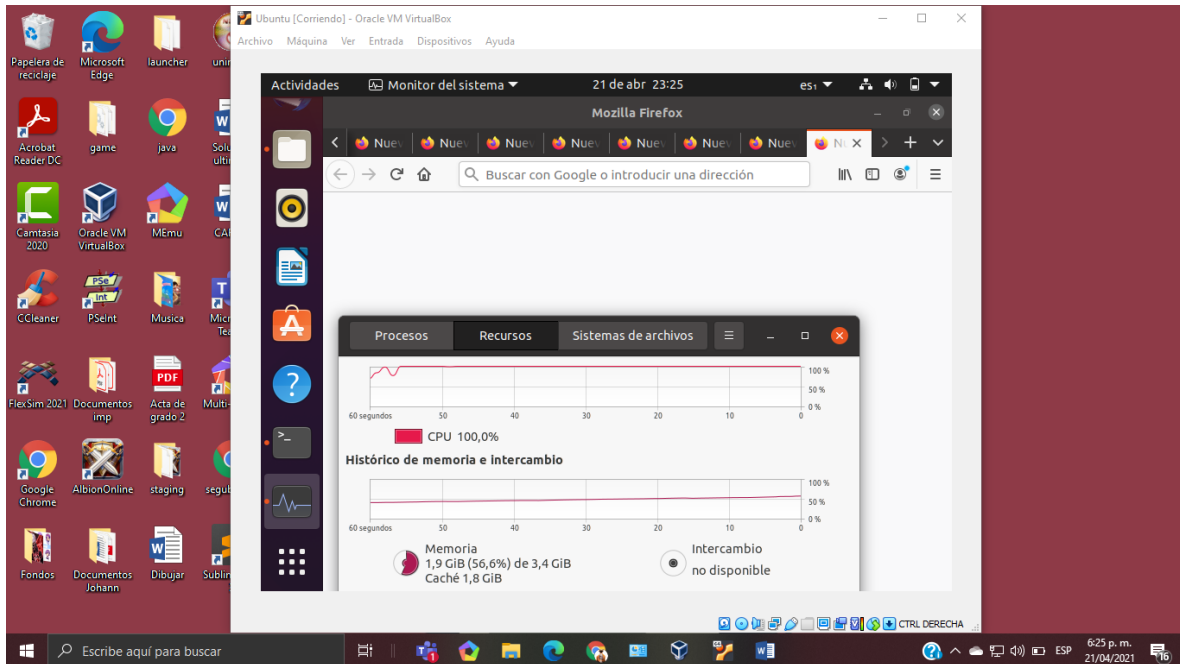 Ubuntu [Corriendo] - Oracle VM VirtualBox
Archivo Máquina Ver Entrada Dispositivos Ayuda
Papelera de reciclaje
Microsoft Edge
launcher
Actividades Monitor del sistema 21 de abr 23:25 es₁
Mozilla Firefox
Nuev Nuev Nuev Nuev Nuev Nuev Nuev
Buscar con Google o introducir una dirección
Acrobat Reader DC
game
java
Camtasia 2020
Oracle VM VirtualBox
MEmu
CCleaner
PSeInt
Musica
Procesos Recursos Sistemas de archivos
100 %
50 %
0 %
60 segundos 50 40 30 20 10 0
CPU 100,0%
Histórico de memoria e intercambio
100 %
50 %
0 %
60 segundos 50 40 30 20 10 0
Memoria
1,9 GiB (56,6%) de 3,4 GiB
Caché 1,8 GiB
Intercambio
no disponible
FlexSim 2021
Documentos imp
PDF
Acta de grado 2
Multi-
Google Chrome
AlbionOnline
staging
Fondos
Documentos Johann
Dibujar
CTRL DERECHA
Escribe aquí para buscar
ESP
6:25 p. m.
21/04/2021
16